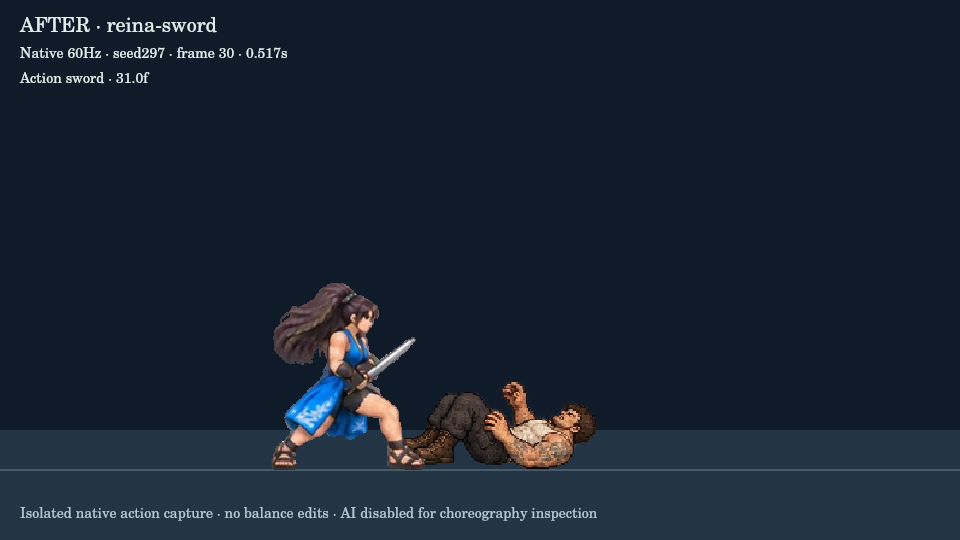 AFTER · reina-sword
Native 60Hz · seed297 · frame 30 · 0.517s
Action sword · 31.0f
Isolated native action capture · no balance edits · AI disabled for choreography inspection